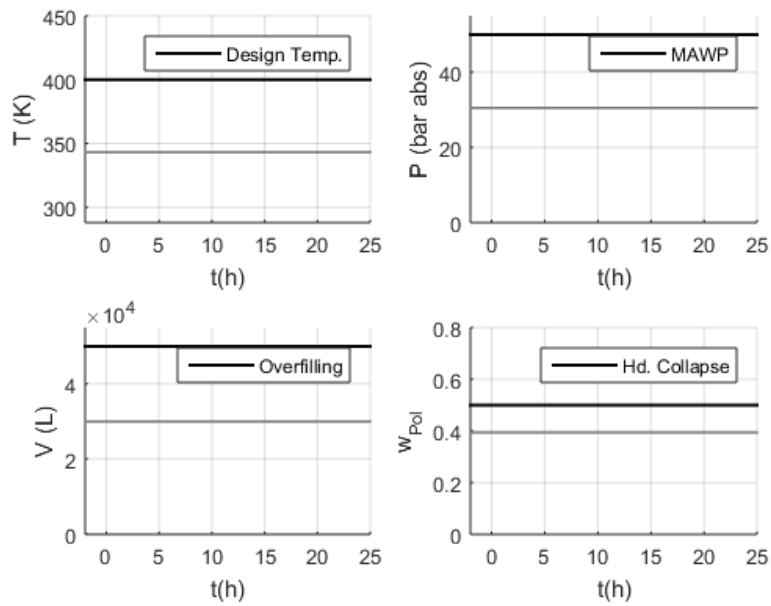 450
400
350
300
T (K)
Design Temp.
0 5 10 15 20 25
t(h)
40
20
0
P (bar abs)
MAWP
0 5 10 15 20 25
t(h)
×10⁴
4
2
0
V (L)
Overfilling
0 5 10 15 20 25
t(h)
0.8
0.6
0.4
0.2
0
w_Pol
Hd. Collapse
0 5 10 15 20 25
t(h)